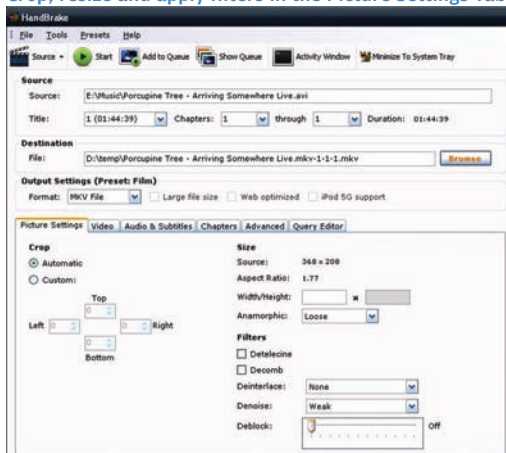 Crop, resize and apply filters in the Picture Settings Tab
HandBrake
File Tools Presets Help
Source Start Add to Queue Show Queue Activity Window Minimize To System Tray
Source
Source: E:\Music\Porcupine Tree - Arriving Somewhere Live.avi
Title: 1 (01:44:39) Chapters: 1 through 1 Duration: 01:44:39
Destination
File: D:\temp\Porcupine Tree - Arriving Somewhere Live.mkv-1-1-1.mkv Browse
Output Settings (Preset: Film)
Format: MKV File Large file size Web optimized iPod 5G support
Picture Settings Video Audio & Subtitles Chapters Advanced Query Editor
Crop Size
Automatic Source: 368 x 208
Custom: Aspect Ratio: 1.77
Top Width/Height: x
0 Anamorphic: Loose
Left 0 0 Right
0 Filters
Bottom Detelecine
Decomb
Deinterlace: None
Denoise: Weak
Deblock: Off